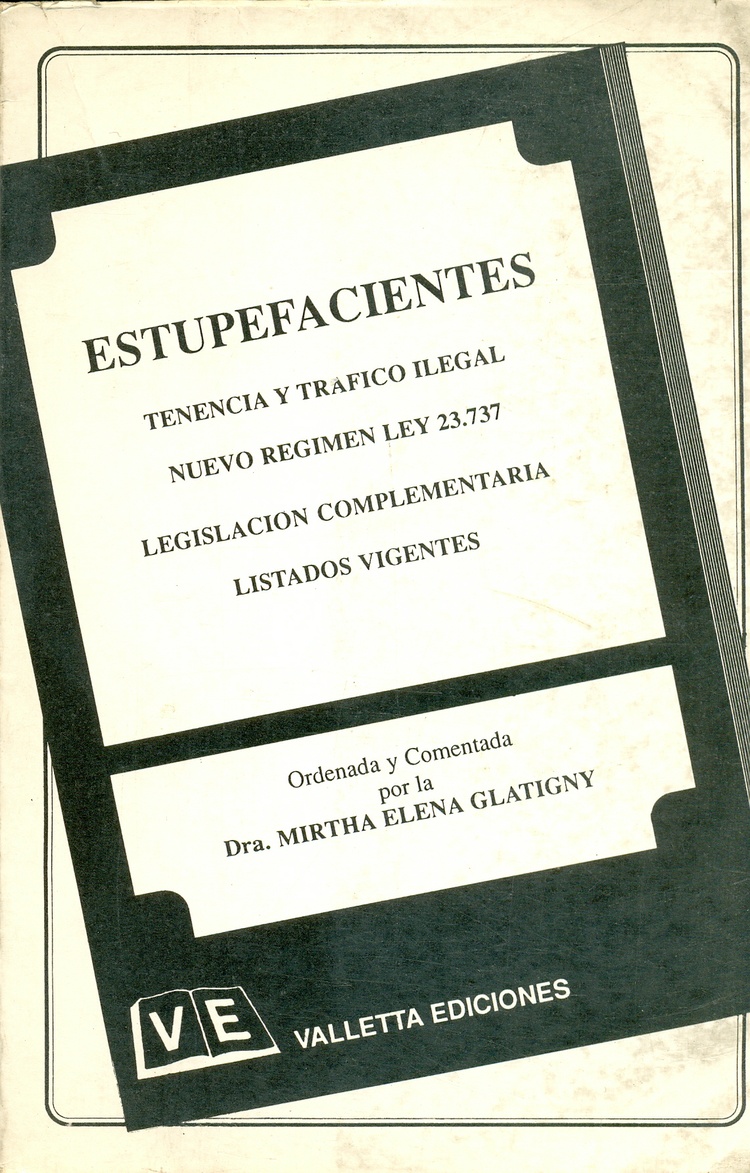 ESTUPEFACIENTES
TENENCIA Y TRAFICO ILEGAL
NUEVO REGIMEN LEY 23.737
LEGISLACION COMPLEMENTARIA
LISTADOS VIGENTES
Ordenada y Comentada
por la
Dra. MIRTHA ELENA GLATIGNY
VE
VALLETTA EDICIONES